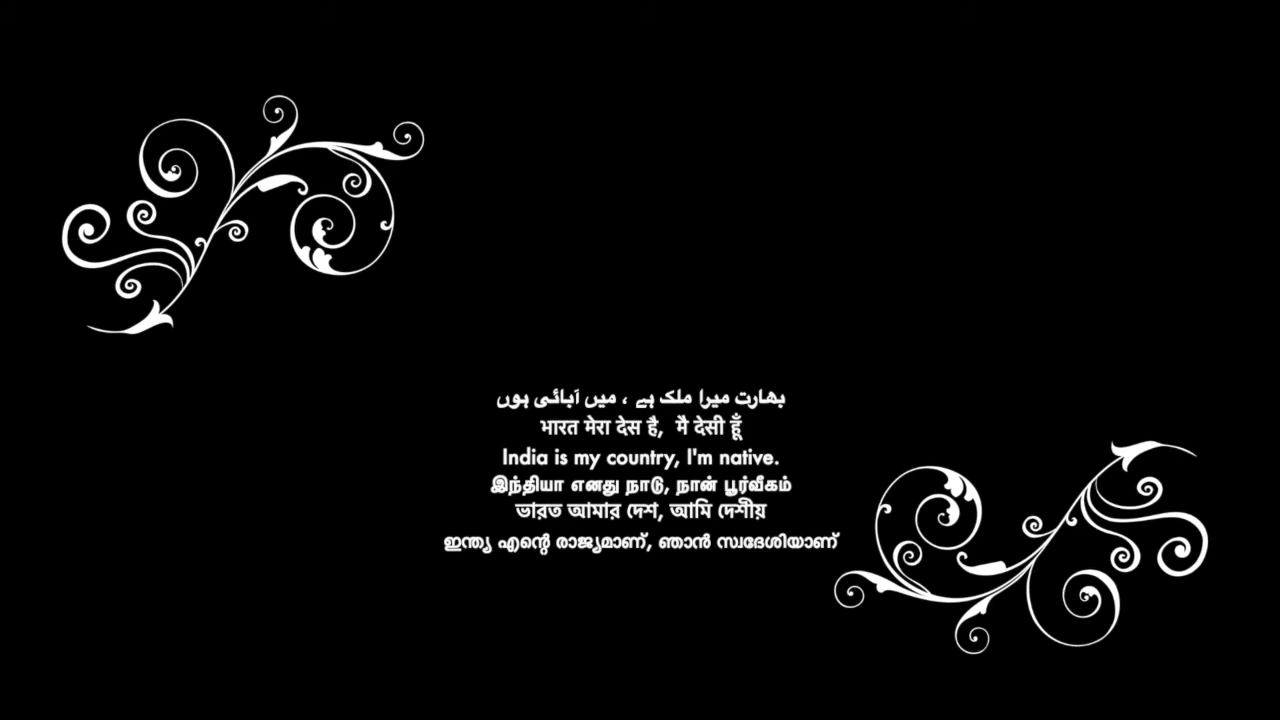 بھارت میرا ملک ہے ، میں آبائی ہوں
भारत मेरा देस है, मै देसी हूँ
India is my country, I'm native.
இந்தியா எனது நாடு, நான் பூர்வீகம்
ভারত আমার দেশ, আমি দেশীয়
ഇന്ത്യ എന്റെ രാജ്യമാണ്, ഞാൻ സ്വദേശിയാണ്